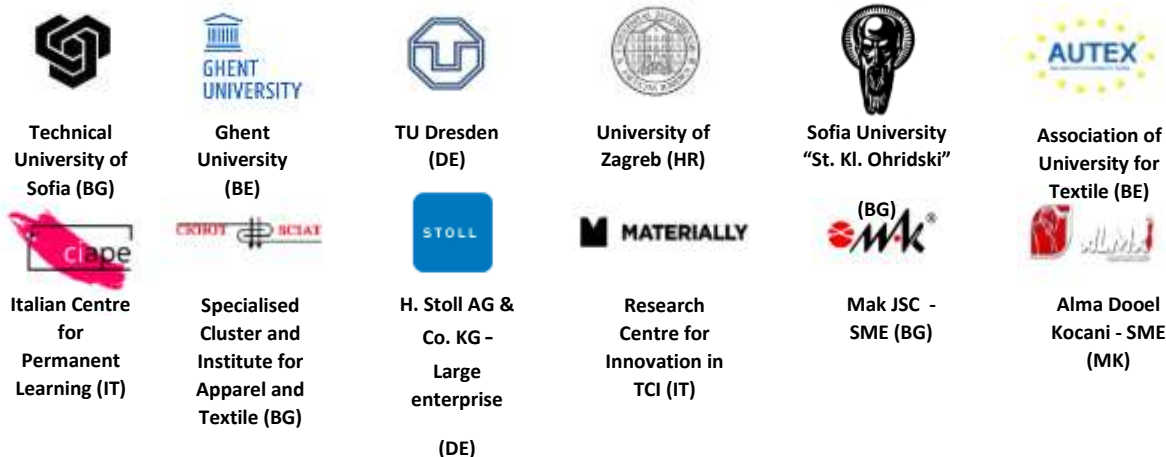 GHENT
UNIVERSITY
AUTEX
Technical
University of
Sofia (BG)
Ghent
University
(BE)
TU Dresden
(DE)
University of
Zagreb (HR)
Sofia University
“St. Kl. Ohridski”
(BG)
Association of
University for
Textile (BE)
ciape
SCIAT
STOLL
MATERIALLY
Mak®
ALMA
Italian Centre
for
Permanent
Learning (IT)
Specialised
Cluster and
Institute for
Apparel and
Textile (BG)
H. Stoll AG &
Co. KG –
Large
enterprise
(DE)
Research
Centre for
Innovation in
TCI (IT)
Mak JSC -
SME (BG)
Alma Dooel
Kocani - SME
(MK)